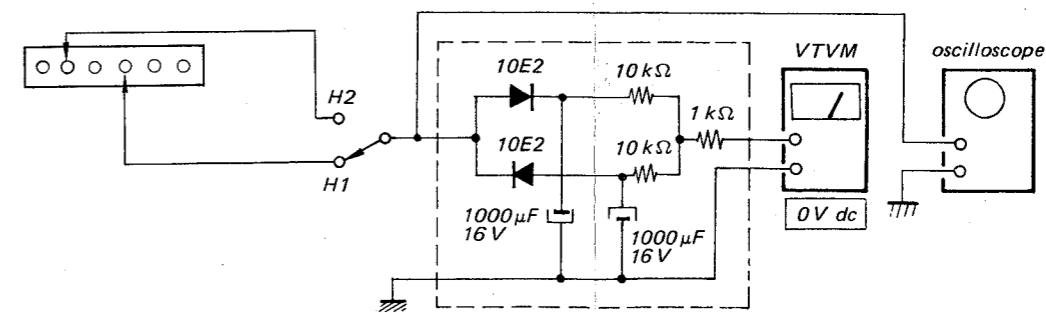 VTVM
oscilloscope
10E2
10 kΩ
H2
1 kΩ
10E2
10 kΩ
H1
1000 μF
16 V
1000 μF
16 V
0 V dc